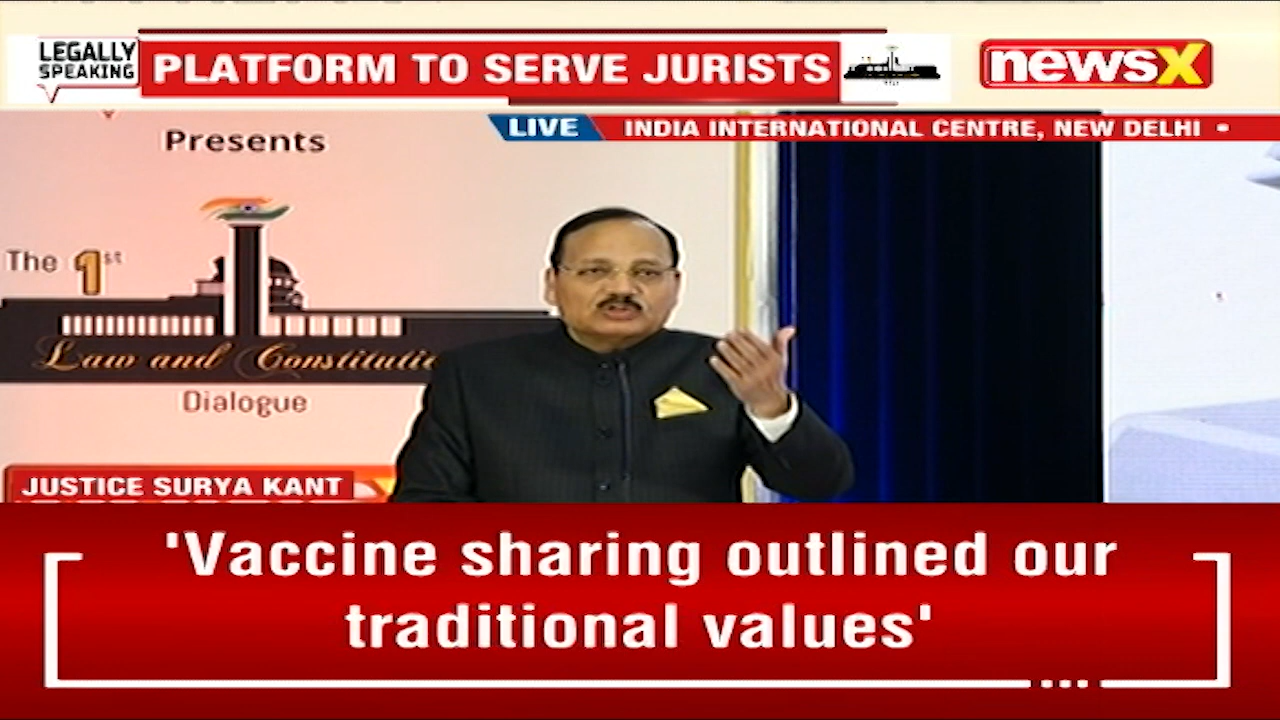 LEGALLY
SPEAKING
PLATFORM TO SERVE JURISTS
newsX
LIVE
INDIA INTERNATIONAL CENTRE, NEW DELHI
Presents
The 1st
Law and Constitutio
Dialogue
JUSTICE SURYA KANT
'Vaccine sharing outlined our
traditional values'